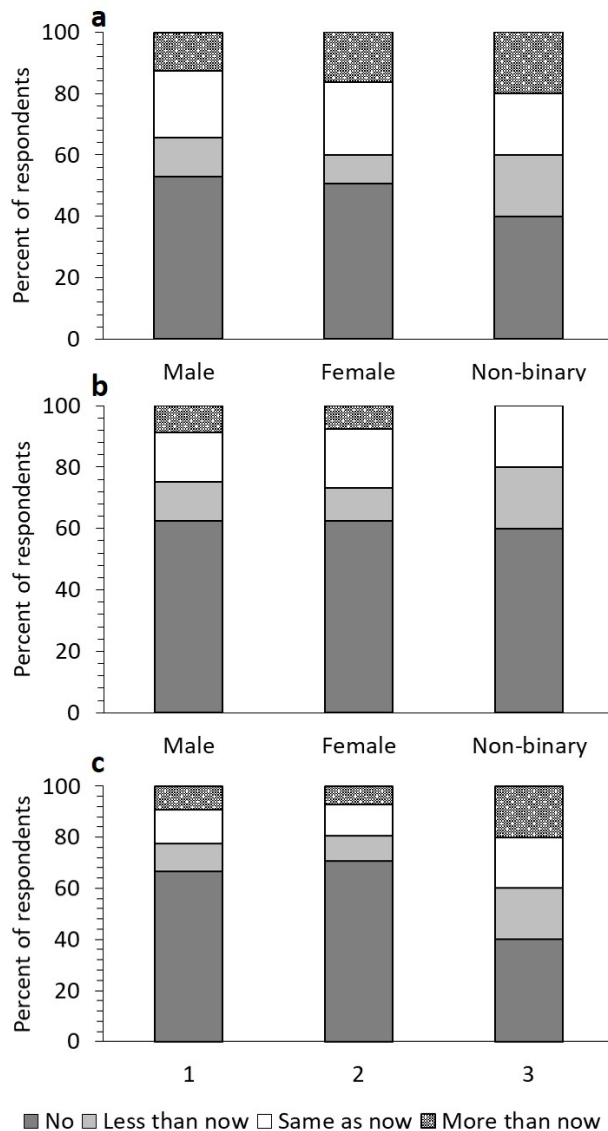 a
100
80
60
40
20
0
Percent of respondents
Male Female Non-binary
b
100
80
60
40
20
0
Percent of respondents
Male Female Non-binary
c
100
80
60
40
20
0
Percent of respondents
1 2 3
No Less than now Same as now More than now